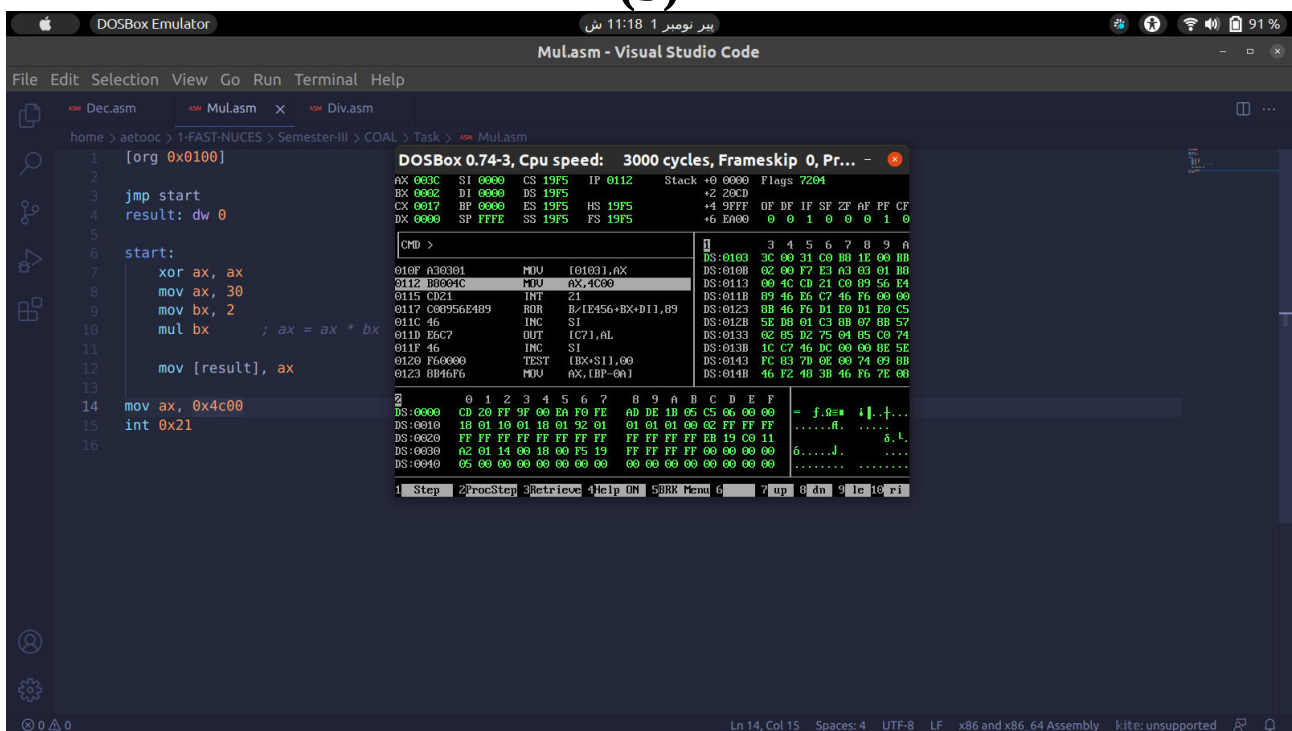 (3)
DOSBox Emulator
پیر نومبر 1 11:18 ش
91 %
Mul.asm - Visual Studio Code
File Edit Selection View Go Run Terminal Help
ASM Dec.asm ASM Mul.asm × ASM Div.asm
home > aetooc > 1-FAST-NUCES > Semester-III > COAL > Task > ASM Mul.asm
1 [org 0x0100]
2
3 jmp start
4 result: dw 0
5
6 start:
7 xor ax, ax
8 mov ax, 30
9 mov bx, 2
10 mul bx ; ax = ax * bx
11
12 mov [result], ax
13
14 mov ax, 0x4c00
15 int 0x21
16
DOSBox 0.74-3, Cpu speed: 3000 cycles, Frameskip 0, Pr...
AX 003C SI 0000 CS 19F5 IP 0112 Stack +0 0000 Flags 7204
BX 0002 DI 0000 DS 19F5 +2 20CD
CX 0017 BP 0000 ES 19F5 HS 19F5 +4 9FFF OF DF IF SF ZF AF PF CF
DX 0000 SP FFFE SS 19F5 FS 19F5 +6 EA00 0 0 1 0 0 0 1 0
CMD >
010F A30301 MOV [0103],AX
0112 B8004C MOV AX,4C00
0115 CD21 INT 21
0117 C08956E489 ROR B/[E456+BX+DI],89
011C 46 INC SI
011D E6C7 OUT [C7],AL
011F 46 INC SI
0120 F60000 TEST [BX+SI],00
0123 8B46F6 MOV AX,[BP-0A]
1 3 4 5 6 7 8 9 A
DS:0103 3C 00 31 C0 B8 1E 00 BB
DS:010B 02 00 F7 E3 A3 03 01 B8
DS:0113 00 4C CD 21 C0 89 56 E4
DS:011B 89 46 E6 C7 46 F6 00 00
DS:0123 8B 46 F6 D1 E0 D1 E0 C5
DS:012B 5E D8 01 C3 8B 07 8B 57
DS:0133 02 85 D2 75 04 85 C0 74
DS:013B 1C C7 46 DC 00 00 8E 5E
DS:0143 FC 83 7D 0E 00 74 09 8B
DS:014B 46 F2 48 3B 46 F6 7E 08
2 0 1 2 3 4 5 6 7 8 9 A B C D E F
DS:0000 CD 20 FF 9F 00 EA F0 FE AD DE 1B 05 C5 06 00 00
DS:0010 18 01 10 01 18 01 92 01 01 01 01 00 02 FF FF FF
DS:0020 FF FF FF FF FF FF FF FF FF FF FF FF EB 19 C0 11
DS:0030 A2 01 14 00 18 00 F5 19 FF FF FF FF 00 00 00 00
DS:0040 05 00 00 00 00 00 00 00 00 00 00 00 00 00 00 00
1 Step 2ProcStep 3Retrieve 4Help ON 5BRK Menu 6 7 up 8 dn 9 le 10 ri
0 0 Ln 14, Col 15 Spaces: 4 UTF-8 LF x86 and x86_64 Assembly kite: unsupported